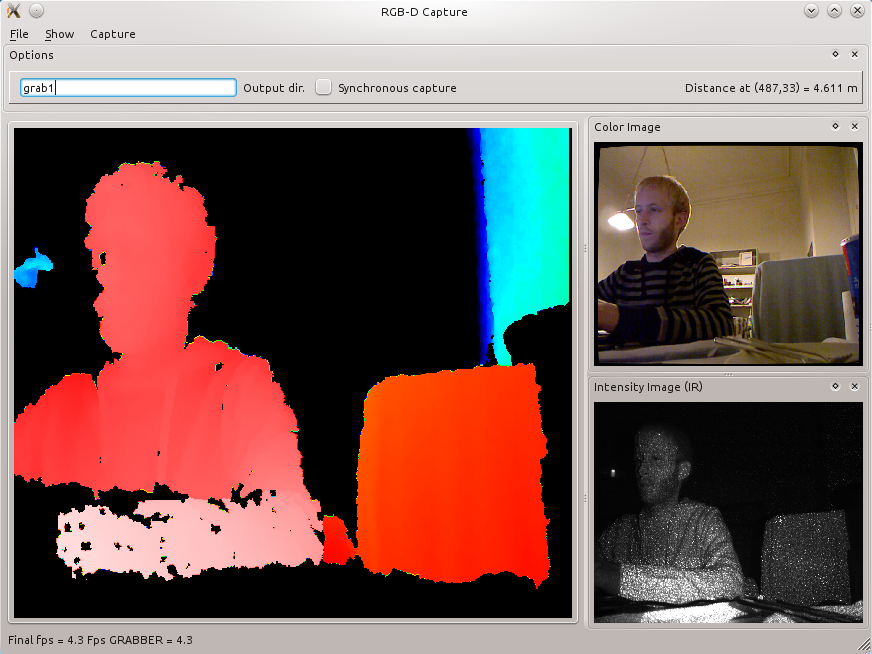 RGB-D Capture
File Show Capture
Options
grab1 Output dir. Synchronous capture Distance at (487,33) = 4.611 m
Color Image
Intensity Image (IR)
Final fps = 4.3 Fps GRABBER = 4.3